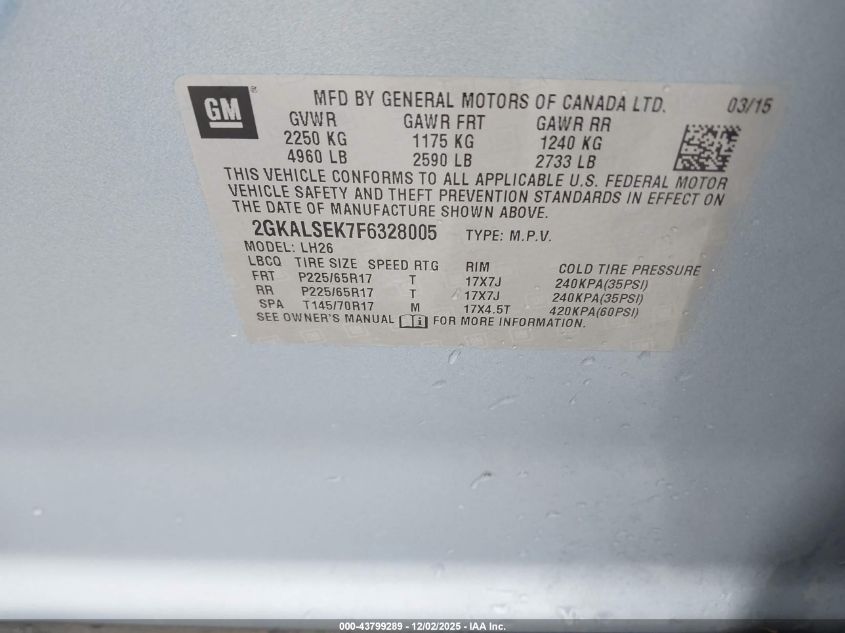 GM® MFD BY GENERAL MOTORS OF CANADA LTD. 03/15
GVWR GAWR FRT GAWR RR
2250 KG 1175 KG 1240 KG
4960 LB 2590 LB 2733 LB
THIS VEHICLE CONFORMS TO ALL APPLICABLE U.S. FEDERAL MOTOR
VEHICLE SAFETY AND THEFT PREVENTION STANDARDS IN EFFECT ON
THE DATE OF MANUFACTURE SHOWN ABOVE.
2GKALSEK7F6328005 TYPE: M.P.V.
MODEL: LH26
LBCQ TIRE SIZE SPEED RTG RIM COLD TIRE PRESSURE
FRT P225/65R17 T 17X7J 240KPA(35PSI)
RR P225/65R17 T 17X7J 240KPA(35PSI)
SPA T145/70R17 M 17X4.5T 420KPA(60PSI)
SEE OWNER'S MANUAL i FOR MORE INFORMATION.
000-43799289 - 12/02/2025 - IAA Inc.